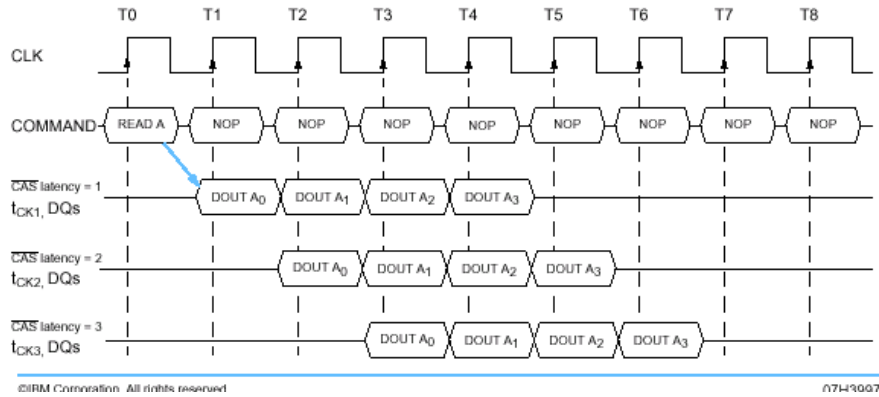 T0 T1 T2 T3 T4 T5 T6 T7 T8
CLK
COMMAND READ A NOP NOP NOP NOP NOP NOP NOP NOP
CAS latency = 1
tCK1, DQs DOUT A0 DOUT A1 DOUT A2 DOUT A3
CAS latency = 2
tCK2, DQs DOUT A0 DOUT A1 DOUT A2 DOUT A3
CAS latency = 3
tCK3, DQs DOUT A0 DOUT A1 DOUT A2 DOUT A3
©IBM Corporation. All rights reserved 07H3997